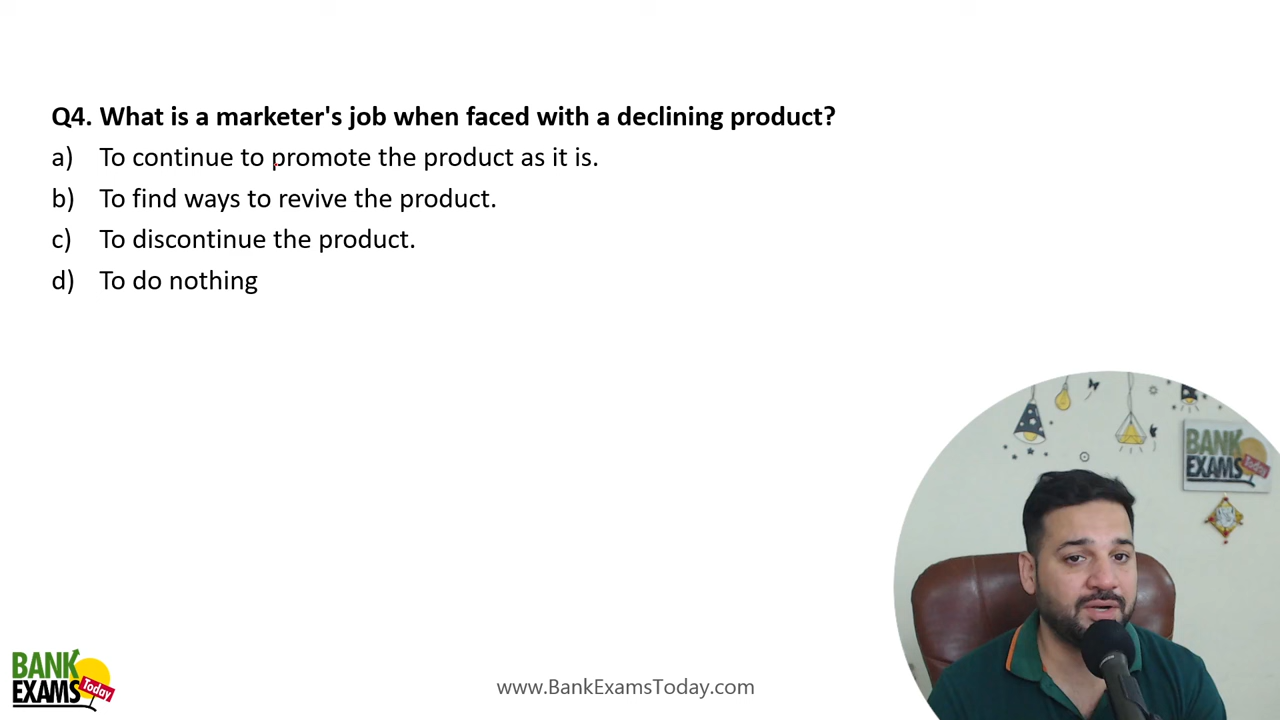 Q4. What is a marketer's job when faced with a declining product?
a) To continue to promote the product as it is.
b) To find ways to revive the product.
c) To discontinue the product.
d) To do nothing
BANK
EXAMS
Today
BANK
EXAMS
Today
www.BankExamsToday.com